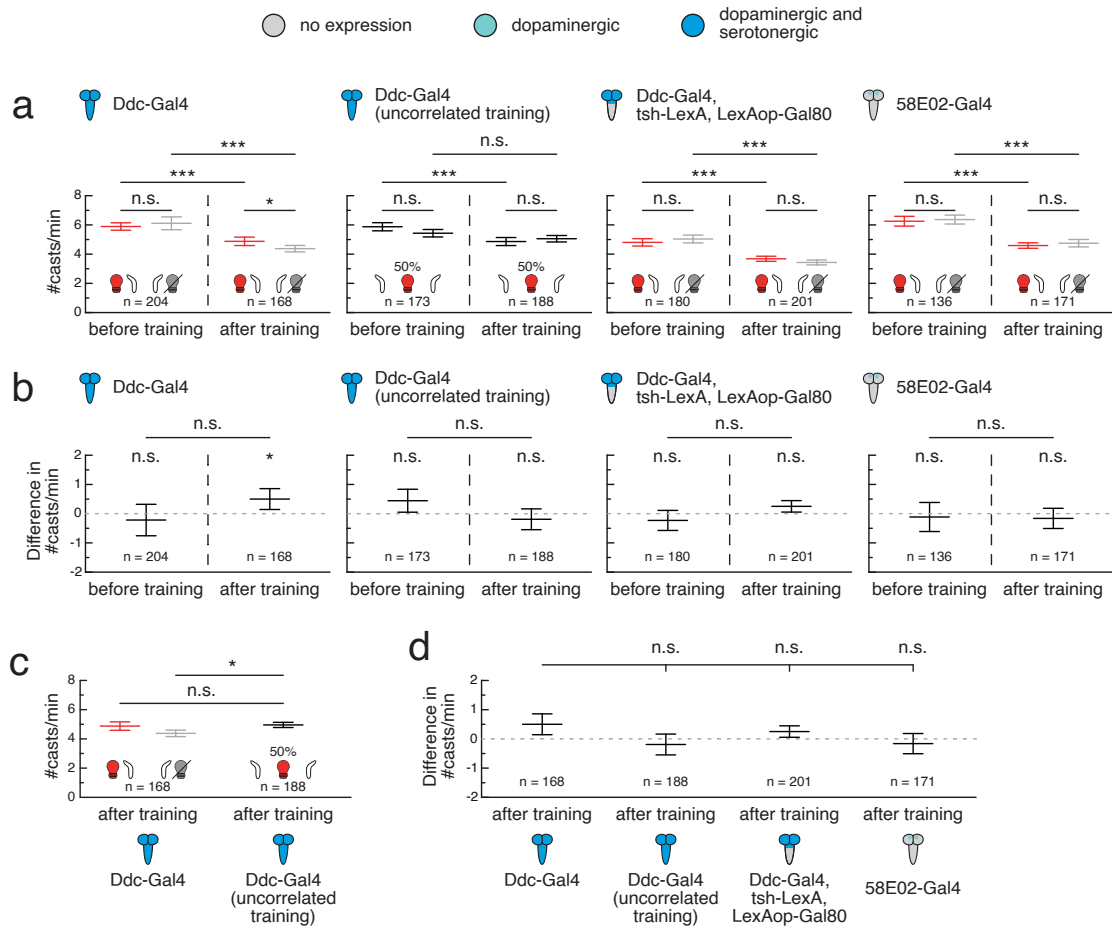 no expression
dopaminergic
dopaminergic and
serotonergic
a
Ddc-Gal4
Ddc-Gal4
(uncorrelated training)
Ddc-Gal4,
tsh-LexA, LexAop-Gal80
58E02-Gal4
#casts/min
8
6
4
2
0
***
***
n.s.
*
n = 204
n = 168
before training
after training
n.s.
***
n.s.
n.s.
50%
50%
n = 173
n = 188
before training
after training
***
***
n.s.
n.s.
n = 180
n = 201
before training
after training
***
***
n.s.
n.s.
n = 136
n = 171
before training
after training
b
Ddc-Gal4
Ddc-Gal4
(uncorrelated training)
Ddc-Gal4,
tsh-LexA, LexAop-Gal80
58E02-Gal4
Difference in
#casts/min
2
1
0
-1
-2
n.s.
n.s.
*
n = 204
n = 168
before training
after training
n.s.
n.s.
n.s.
n = 173
n = 188
before training
after training
n.s.
n.s.
n.s.
n = 180
n = 201
before training
after training
n.s.
n.s.
n.s.
n = 136
n = 171
before training
after training
c
#casts/min
8
6
4
2
0
*
n.s.
50%
n = 168
n = 188
after training
after training
Ddc-Gal4
Ddc-Gal4
(uncorrelated
training)
d
Difference in
#casts/min
2
1
0
-1
-2
n.s.
n.s.
n.s.
n = 168
n = 188
n = 201
n = 171
after training
after training
after training
after training
Ddc-Gal4
Ddc-Gal4
(uncorrelated
training)
Ddc-Gal4,
tsh-LexA,
LexAop-Gal80
58E02-Gal4